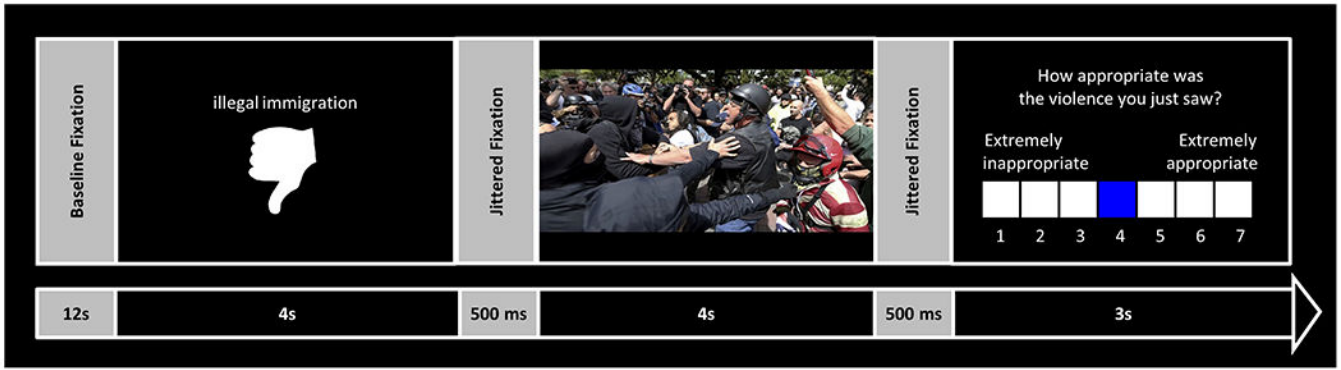 Baseline Fixation
illegal immigration
Jittered Fixation
Jittered Fixation
How appropriate was
the violence you just saw?
Extremely
inappropriate
Extremely
appropriate
1 2 3 4 5 6 7
12s 4s 500 ms 4s 500 ms 3s